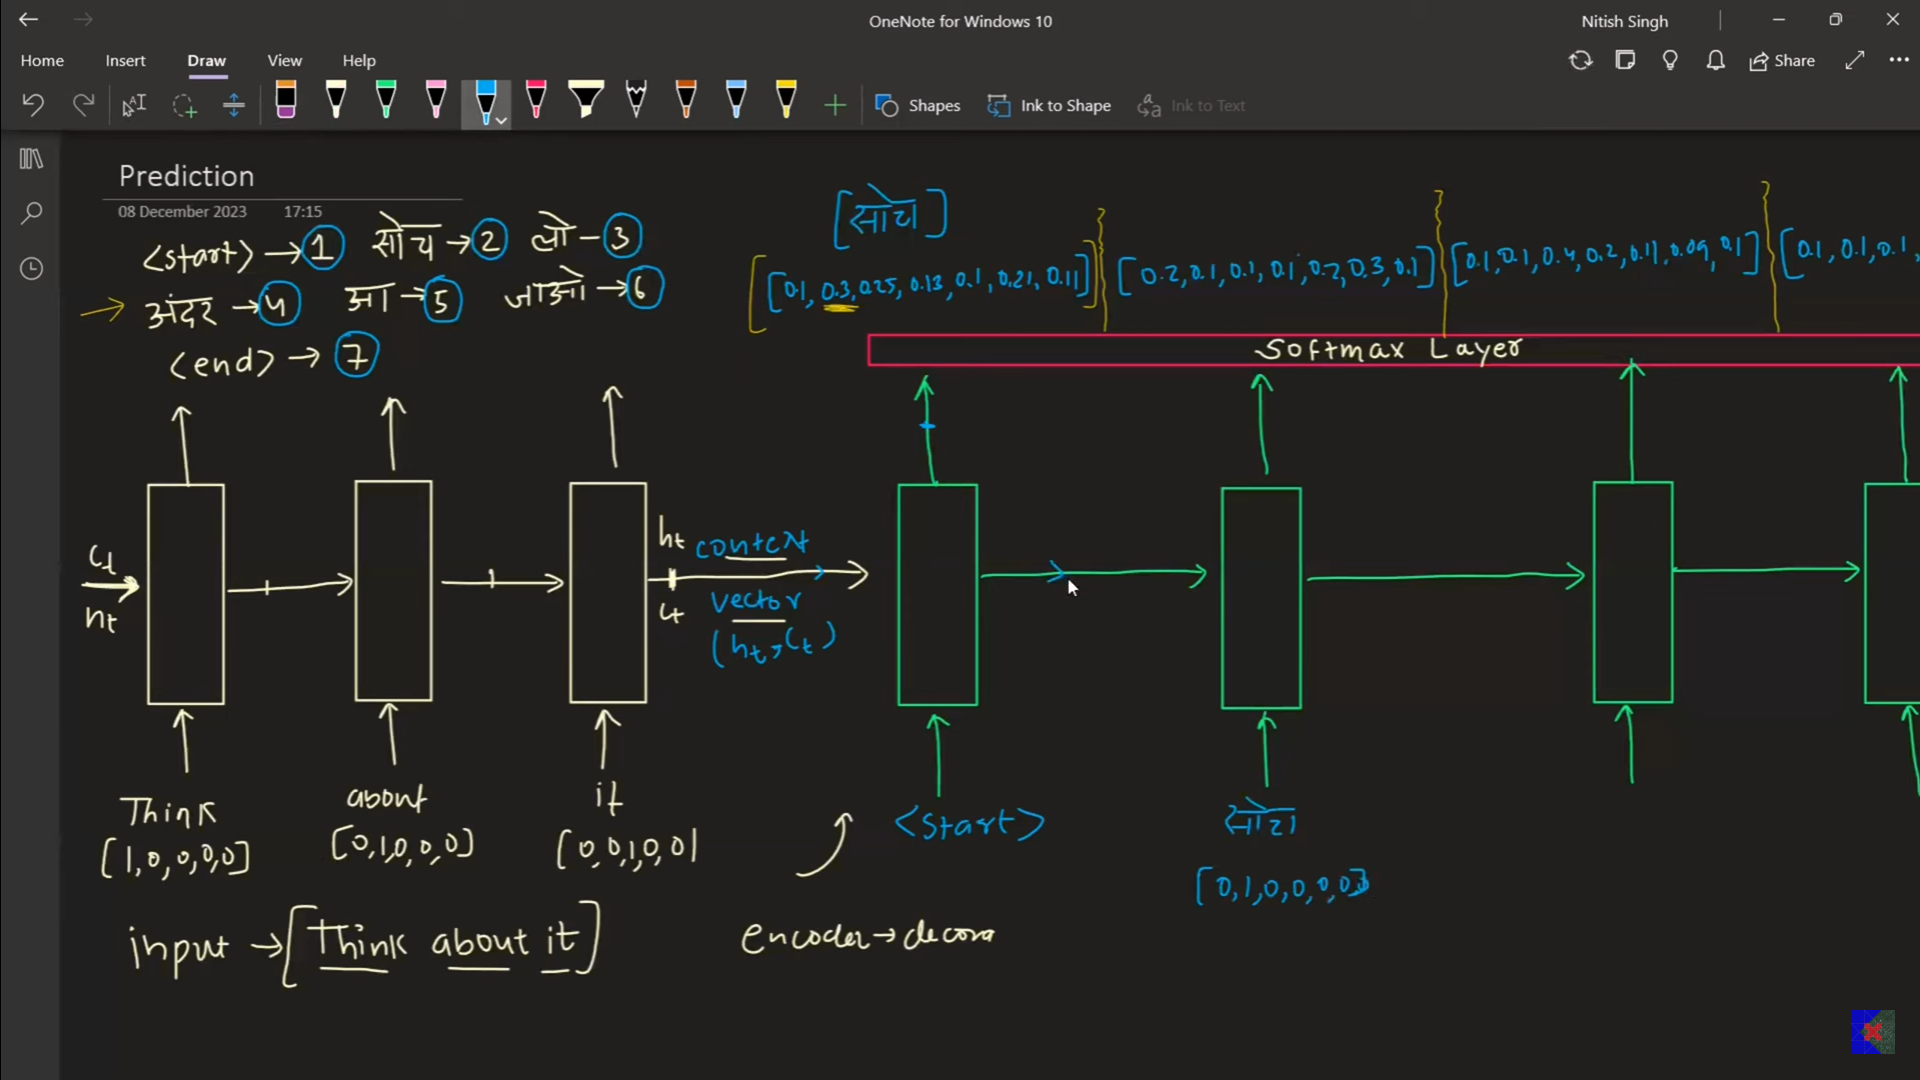 OneNote for Windows 10
Nitish Singh
Home Insert Draw View Help
Share
Shapes Ink to Shape Ink to Text
Prediction
08 December 2023 17:15
<start> → 1 सोच → 2 लो – 3
अंदर → 4 आ → 5 जाओ → 6
<end> → 7
[सोच]
[[0.1, 0.3, 0.25, 0.13, 0.1, 0.21, 0.11]]
[0.2, 0.1, 0.1, 0.1, 0.2, 0.3, 0.1]
[0.1, 0.1, 0.4, 0.2, 0.11, 0.09, 0.1]
[0.1, 0.1, 0.1,
Softmax Layer
ht
ct
context
vector
(ht, ct)
Think about it
[1,0,0,0,0] [0,1,0,0,0] [0,0,1,0,0]
<start> सोच
[0,1,0,0,0,0]
input → [Think about it]
encoder →